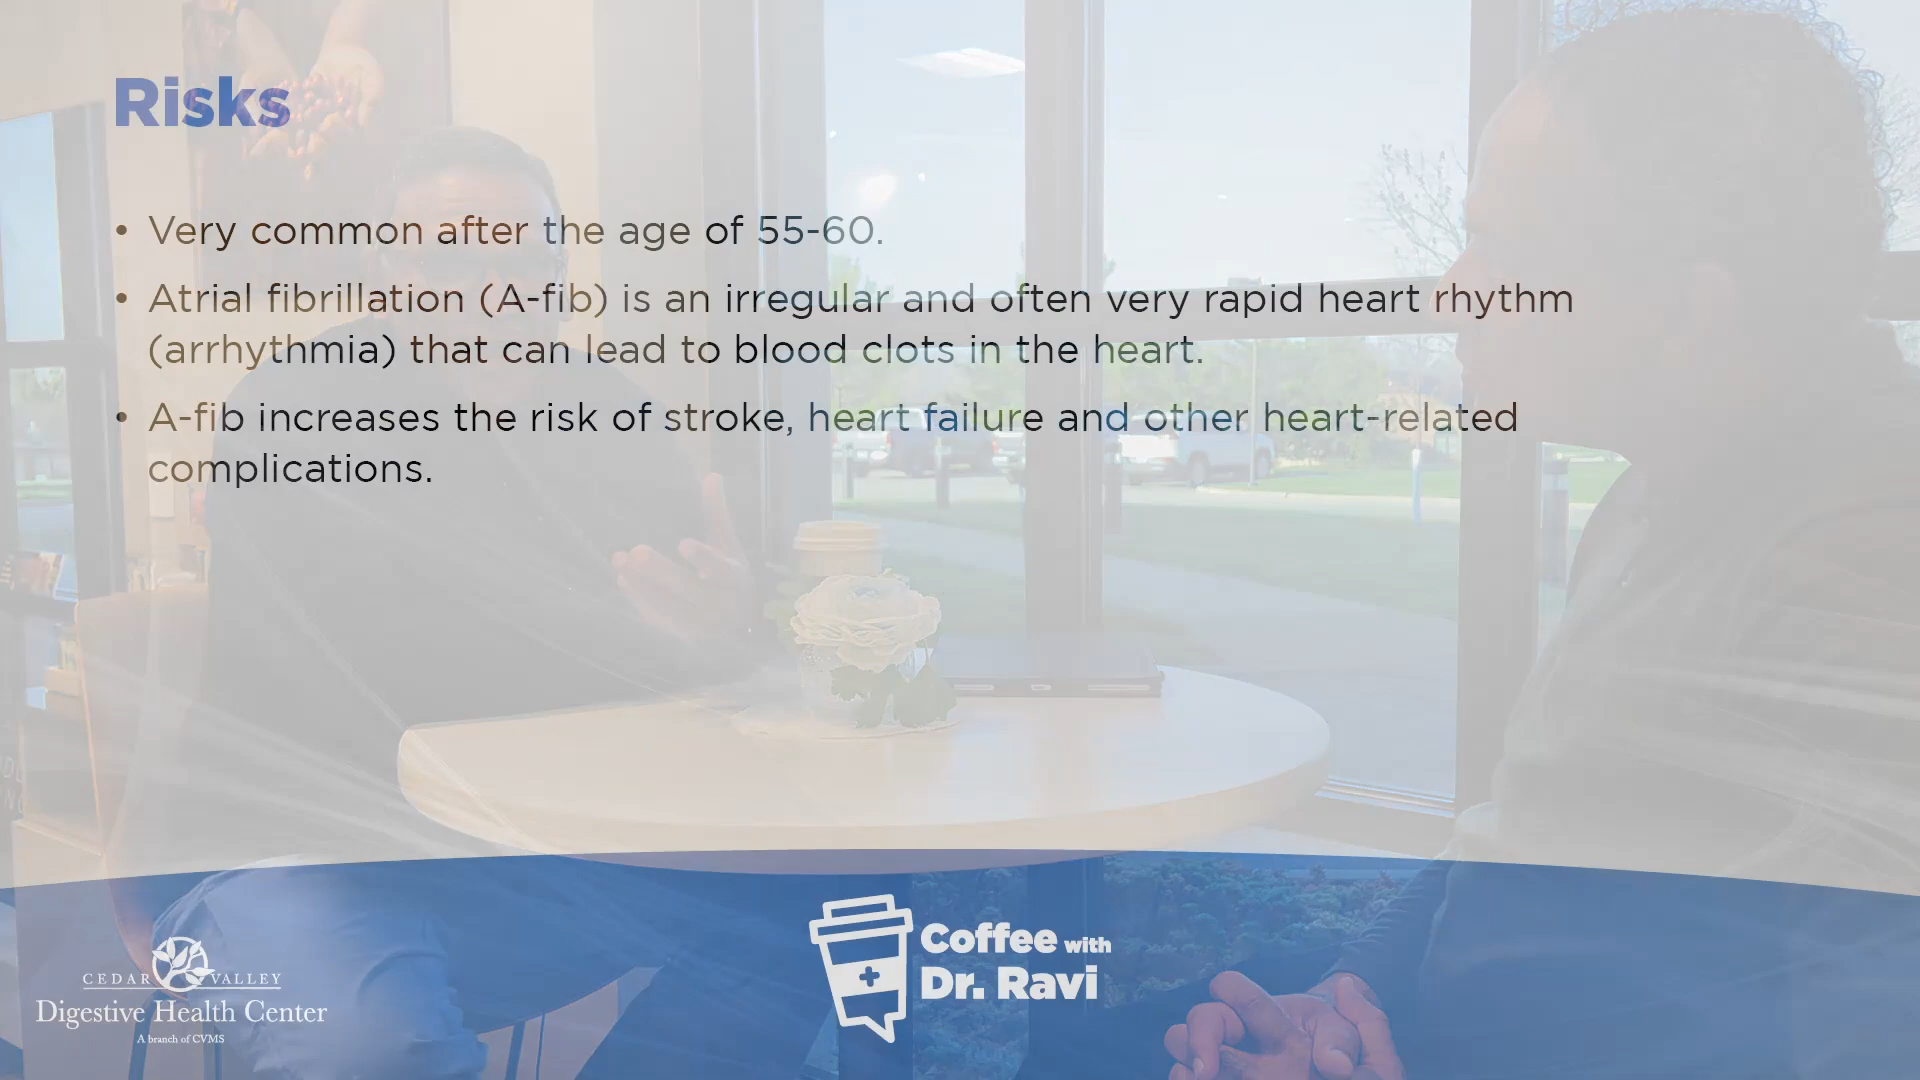 Risks
• Very common after the age of 55-60.
• Atrial fibrillation (A-fib) is an irregular and often very rapid heart rhythm
(arrhythmia) that can lead to blood clots in the heart.
• A-fib increases the risk of stroke, heart failure and other heart-related
complications.
Coffee with
Dr. Ravi
CEDAR VALLEY
Digestive Health Center
A branch of CVMS